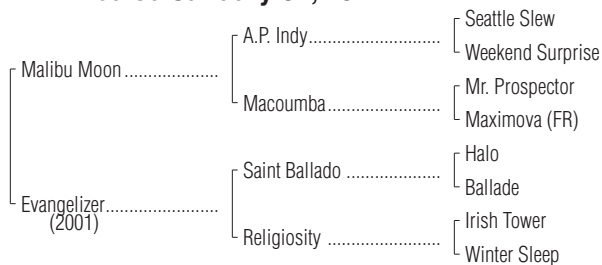 Seattle Slew
A.P. Indy
Weekend Surprise
Malibu Moon
Mr. Prospector
Macoumba
Maximova (FR)
Halo
Saint Ballado
Ballade
Evangelizer
(2001)
Irish Tower
Religiosity
Winter Sleep